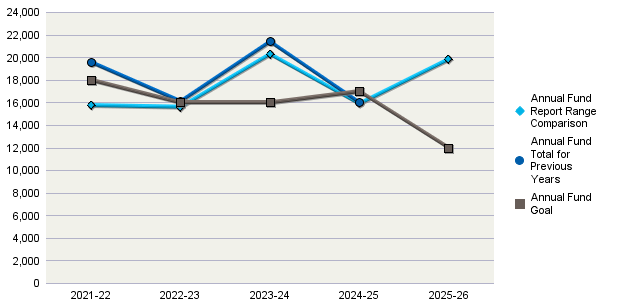 24,000
22,000
20,000
18,000
16,000
14,000
12,000
10,000
8,000
6,000
4,000
2,000
0
2021-22
2022-23
2023-24
2024-25
2025-26
Annual Fund
Report Range
Comparison
Annual Fund
Total for
Previous
Years
Annual Fund
Goal